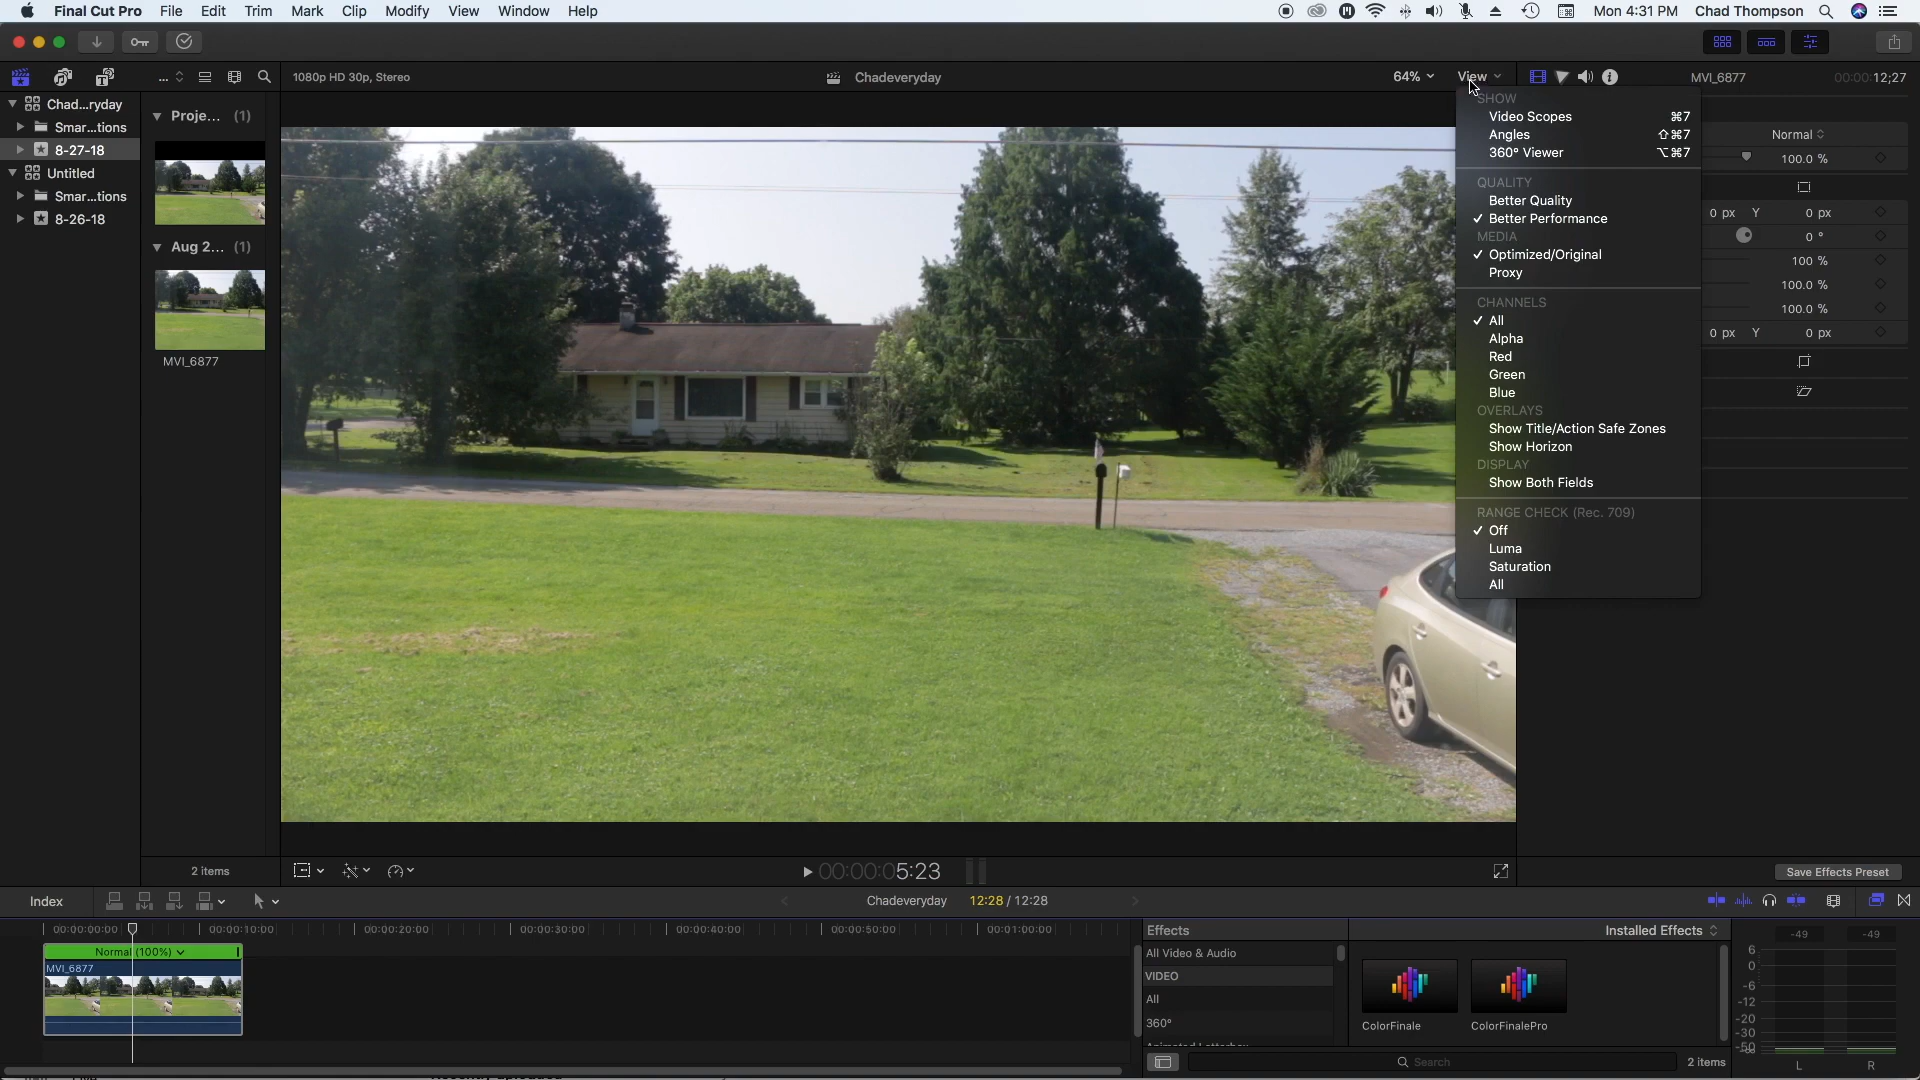 Final Cut Pro File Edit Trim Mark Clip Modify View Window Help Mon 4:31 PM Chad Thompson
... 1080p HD 30p, Stereo Chadeveryday 64% View MVI_6877 00:00:12;27
Chad...ryday
Smar...tions
8-27-18
Untitled
Smar...tions
8-26-18
Proje... (1)
Aug 2... (1)
MVI_6877
2 items
SHOW
Video Scopes ⌘7
Angles ⇧⌘7
360° Viewer ⌥⌘7
QUALITY
Better Quality
✓ Better Performance
MEDIA
✓ Optimized/Original
Proxy
CHANNELS
✓ All
Alpha
Red
Green
Blue
OVERLAYS
Show Title/Action Safe Zones
Show Horizon
DISPLAY
Show Both Fields
RANGE CHECK (Rec. 709)
✓ Off
Luma
Saturation
All
Normal
100.0 %
0 px Y 0 px
0 °
100 %
100.0 %
100.0 %
0 px Y 0 px
Save Effects Preset
00:00:05:23
Index Chadeveryday 12:28 / 12:28
00:00:00:00 00:00:10:00 00:00:20:00 00:00:30:00 00:00:40:00 00:00:50:00 00:01:00:00
Normal (100%)
MVI_6877
Effects Installed Effects
All Video & Audio
VIDEO
All
360°
ColorFinale ColorFinalePro
Search 2 items
-49 -49
6
0
-6
-12
-20
-30
-50
L R